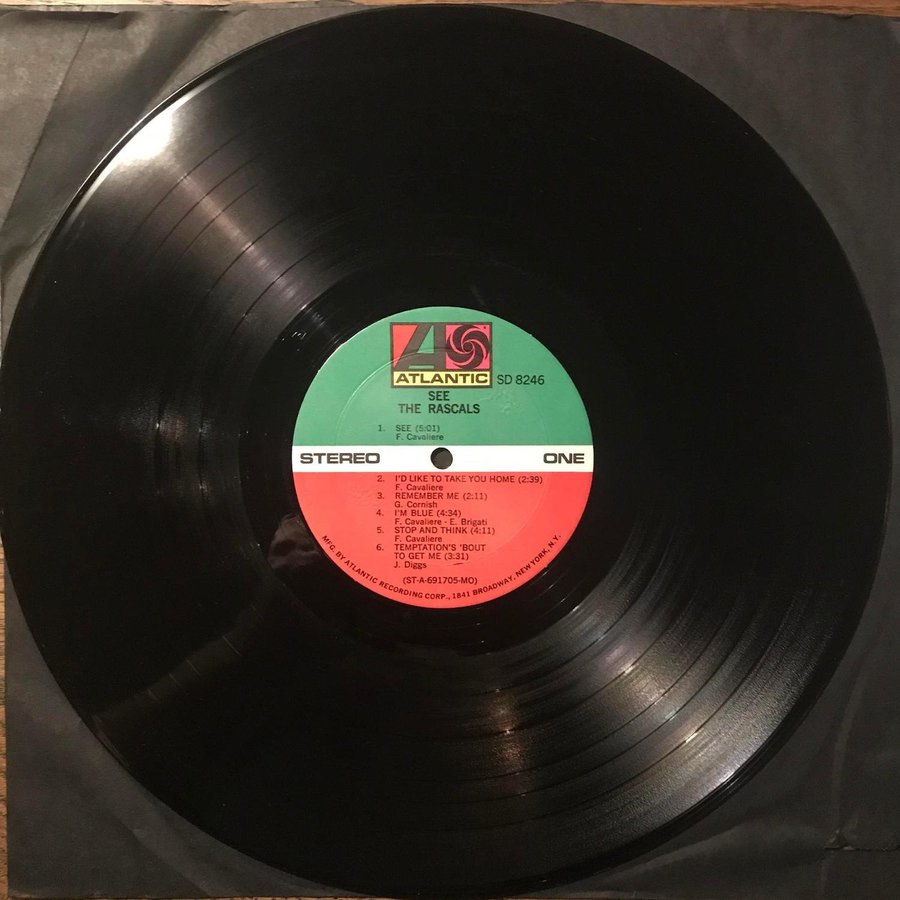 ATLANTIC
SD 8246
SEE
THE RASCALS
1. SEE (5:01)
F. Cavaliere
STEREO
ONE
2. I'D LIKE TO TAKE YOU HOME (2:39)
F. Cavaliere
3. REMEMBER ME (2:11)
G. Cornish
4. I'M BLUE (4:34)
F. Cavaliere - E. Brigati
5. STOP AND THINK (4:11)
F. Cavaliere
6. TEMPTATION'S 'BOUT
TO GET ME (3:31)
J. Diggs
(ST-A-691705-MO)
MFG. BY ATLANTIC RECORDING CORP., 1841 BROADWAY, NEW YORK, N.Y.